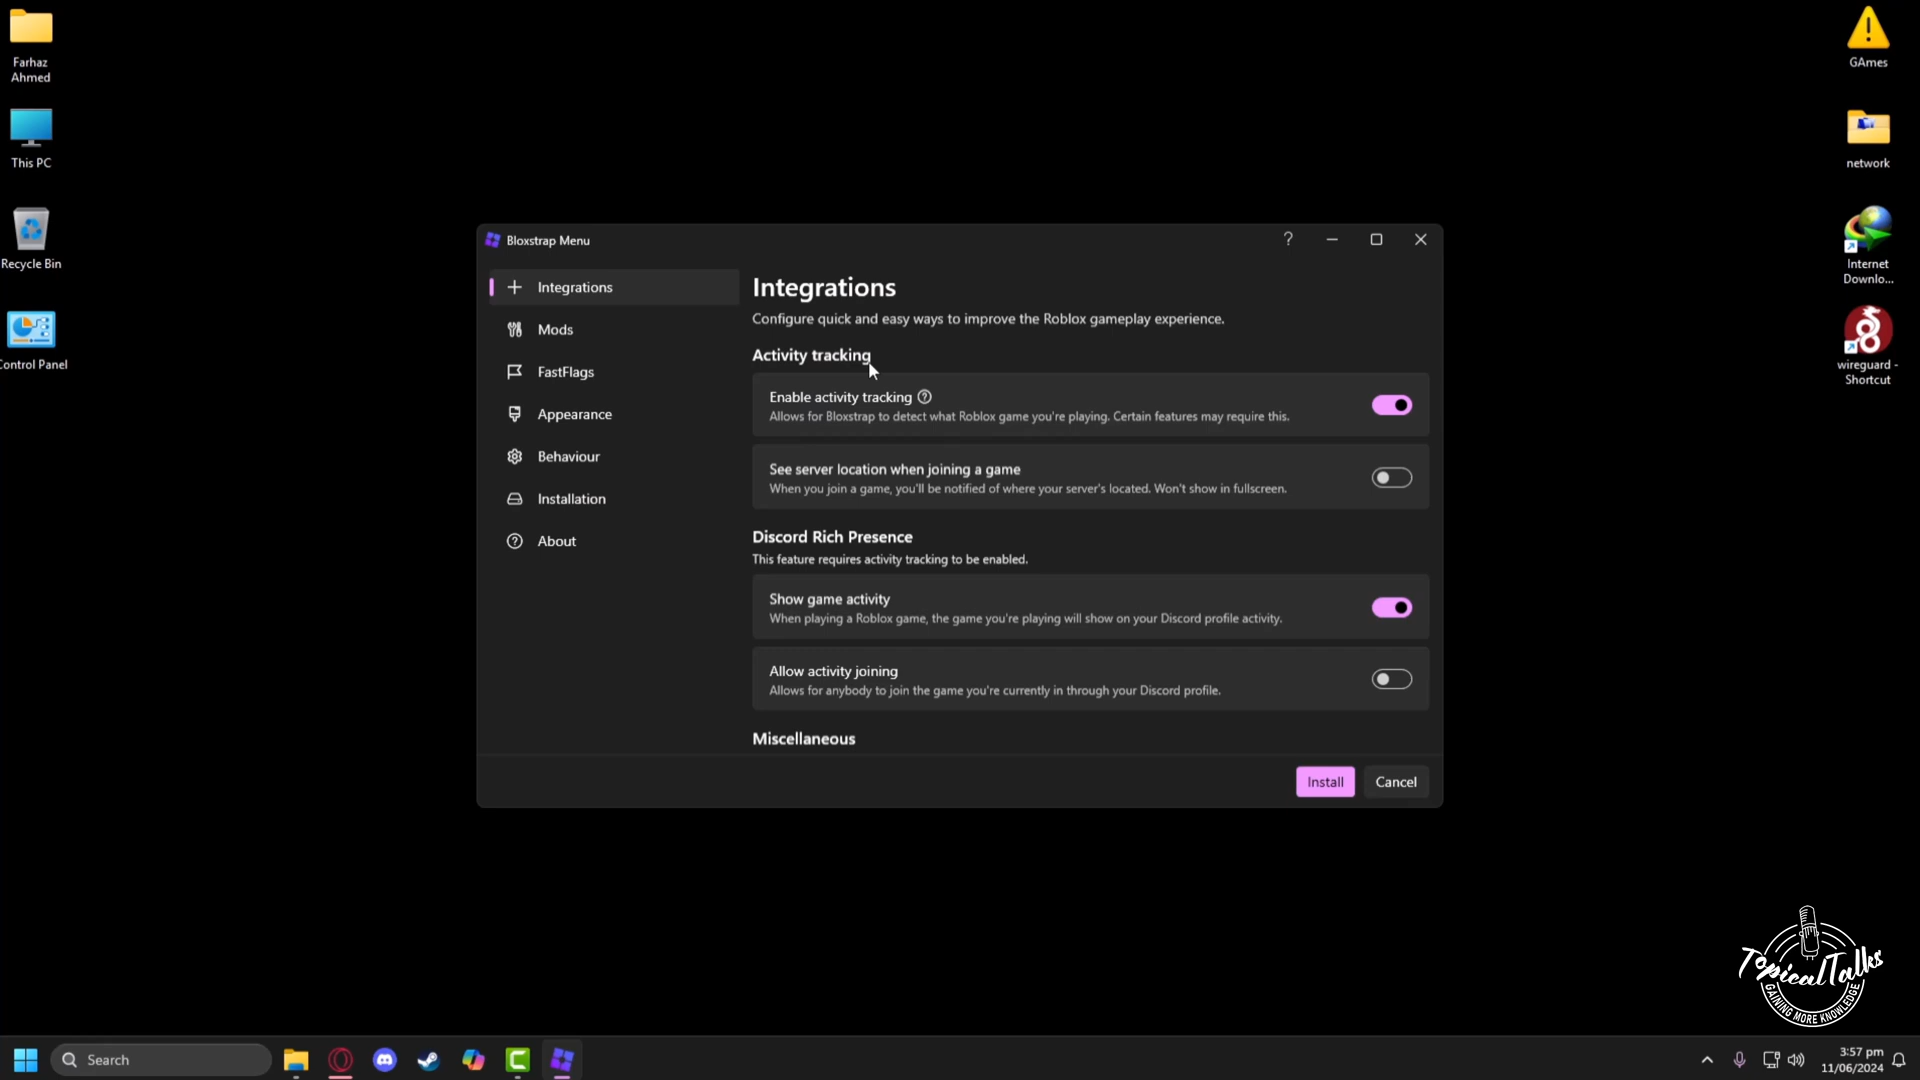 Farhaz
Ahmed
This PC
Recycle Bin
Control Panel
GAmes
network
Internet
Downlo...
wireguard -
Shortcut
Bloxstrap Menu
Integrations
Mods
FastFlags
Appearance
Behaviour
Installation
About
Integrations
Configure quick and easy ways to improve the Roblox gameplay experience.
Activity tracking
Enable activity tracking
Allows for Bloxstrap to detect what Roblox game you're playing. Certain features may require this.
See server location when joining a game
When you join a game, you'll be notified of where your server's located. Won't show in fullscreen.
Discord Rich Presence
This feature requires activity tracking to be enabled.
Show game activity
When playing a Roblox game, the game you're playing will show on your Discord profile activity.
Allow activity joining
Allows for anybody to join the game you're currently in through your Discord profile.
Miscellaneous
Install
Cancel
TopicalTalks
GAINING MORE KNOWLEDGE
Search
3:57 pm
11/06/2024